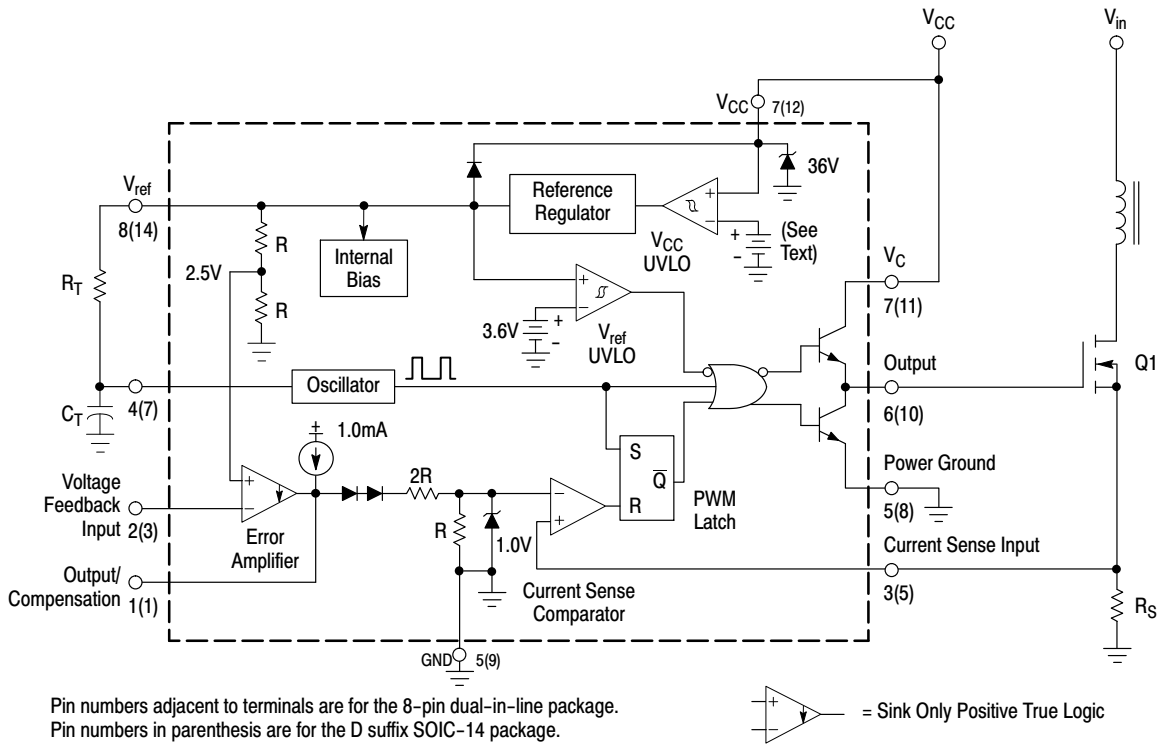 VCC
Vin
VCC 7(12)
36V
Vref
8(14)
Reference
Regulator
+
−
VCC
UVLO
+
−
(See
Text)
R
Internal
Bias
2.5V
RT
R
+
−
3.6V
+
−
Vref
UVLO
VC
7(11)
Q1
Oscillator
Output
6(10)
4(7)
CT
+
1.0mA
S
Q
R
PWM
Latch
2R
Power Ground
5(8)
Voltage
Feedback
Input 2(3)
+
−
Error
Amplifier
R
1.0V
−
+
Current Sense
Comparator
Current Sense Input
3(5)
RS
Output/
Compensation 1(1)
GND 5(9)
Pin numbers adjacent to terminals are for the 8−pin dual−in−line package.
Pin numbers in parenthesis are for the D suffix SOIC−14 package.
+
−
= Sink Only Positive True Logic